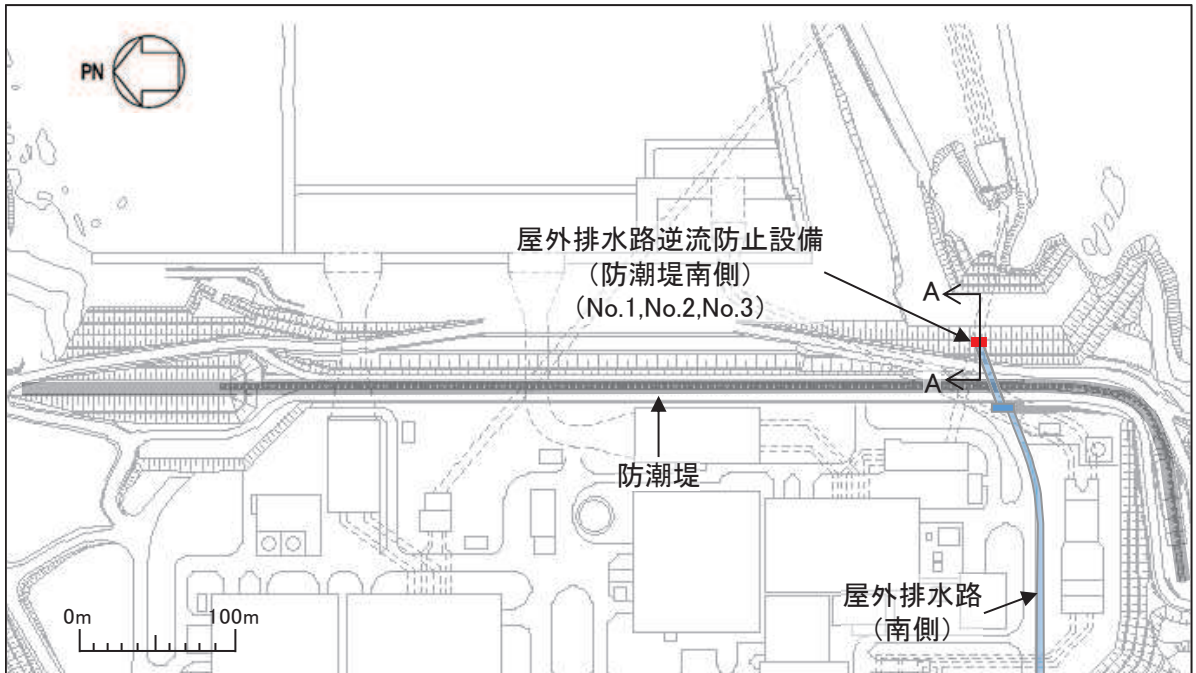 PN
屋外排水路逆流防止設備
（防潮堤南側）
（No.1,No.2,No.3）
A
A
防潮堤
屋外排水路
（南側）
0m
100m